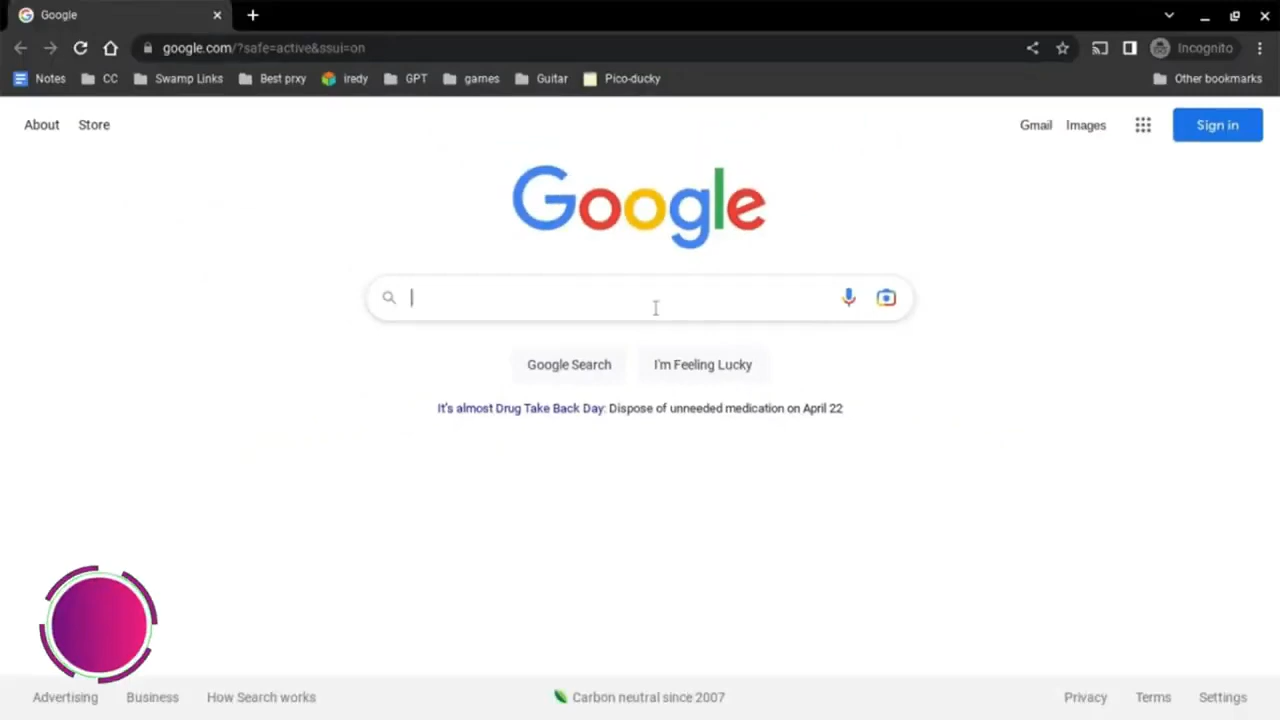 Google
google.com/?safe=active&ssui=on
Incognito
Notes CC Swamp Links Best prxy iredy GPT games Guitar Pico-ducky Other bookmarks
About Store Gmail Images Sign in
Google
Google Search I'm Feeling Lucky
It's almost Drug Take Back Day: Dispose of unneeded medication on April 22
Advertising Business How Search works Carbon neutral since 2007 Privacy Terms Settings